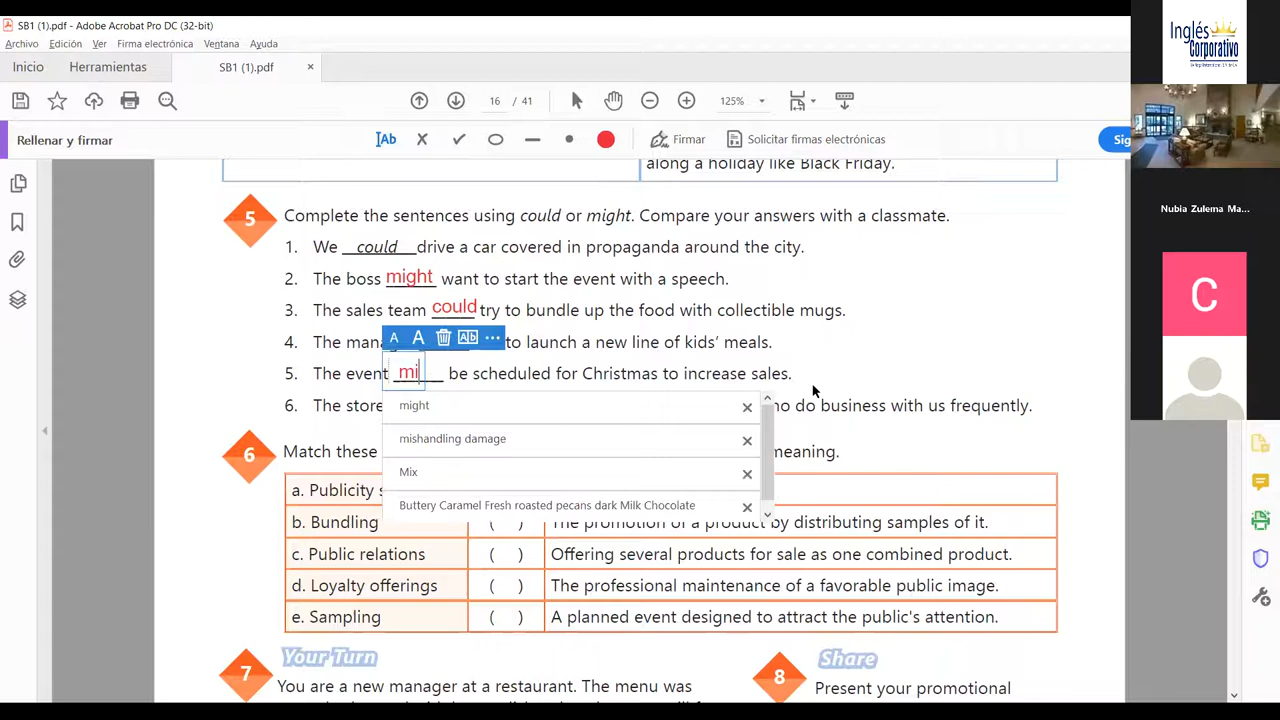 SB1 (1).pdf - Adobe Acrobat Pro DC (32-bit)
Archivo Edición Ver Firma electrónica Ventana Ayuda
Inicio Herramientas SB1 (1).pdf ×
16 / 41 125%
Rellenar y firmar Ab Firmar Solicitar firmas electrónicas Sig
along a holiday like Black Friday.
5 Complete the sentences using could or might. Compare your answers with a classmate.
1. We __could__ drive a car covered in propaganda around the city.
2. The boss might want to start the event with a speech.
3. The sales team could try to bundle up the food with collectible mugs.
A A Ab ...
4. The mana to launch a new line of kids' meals.
5. The event mi be scheduled for Christmas to increase sales.
6. The store ho do business with us frequently.
might
mishandling damage
Mix
Buttery Caramel Fresh roasted pecans dark Milk Chocolate
6 Match these meaning.
a. Publicity s
b. Bundling ( ) The promotion of a product by distributing samples of it.
c. Public relations ( ) Offering several products for sale as one combined product.
d. Loyalty offerings ( ) The professional maintenance of a favorable public image.
e. Sampling ( ) A planned event designed to attract the public's attention.
7 Your Turn
You are a new manager at a restaurant. The menu was
8 Share
Present your promotional
Inglés
Corporativo
Nubia Zulema Ma...
C